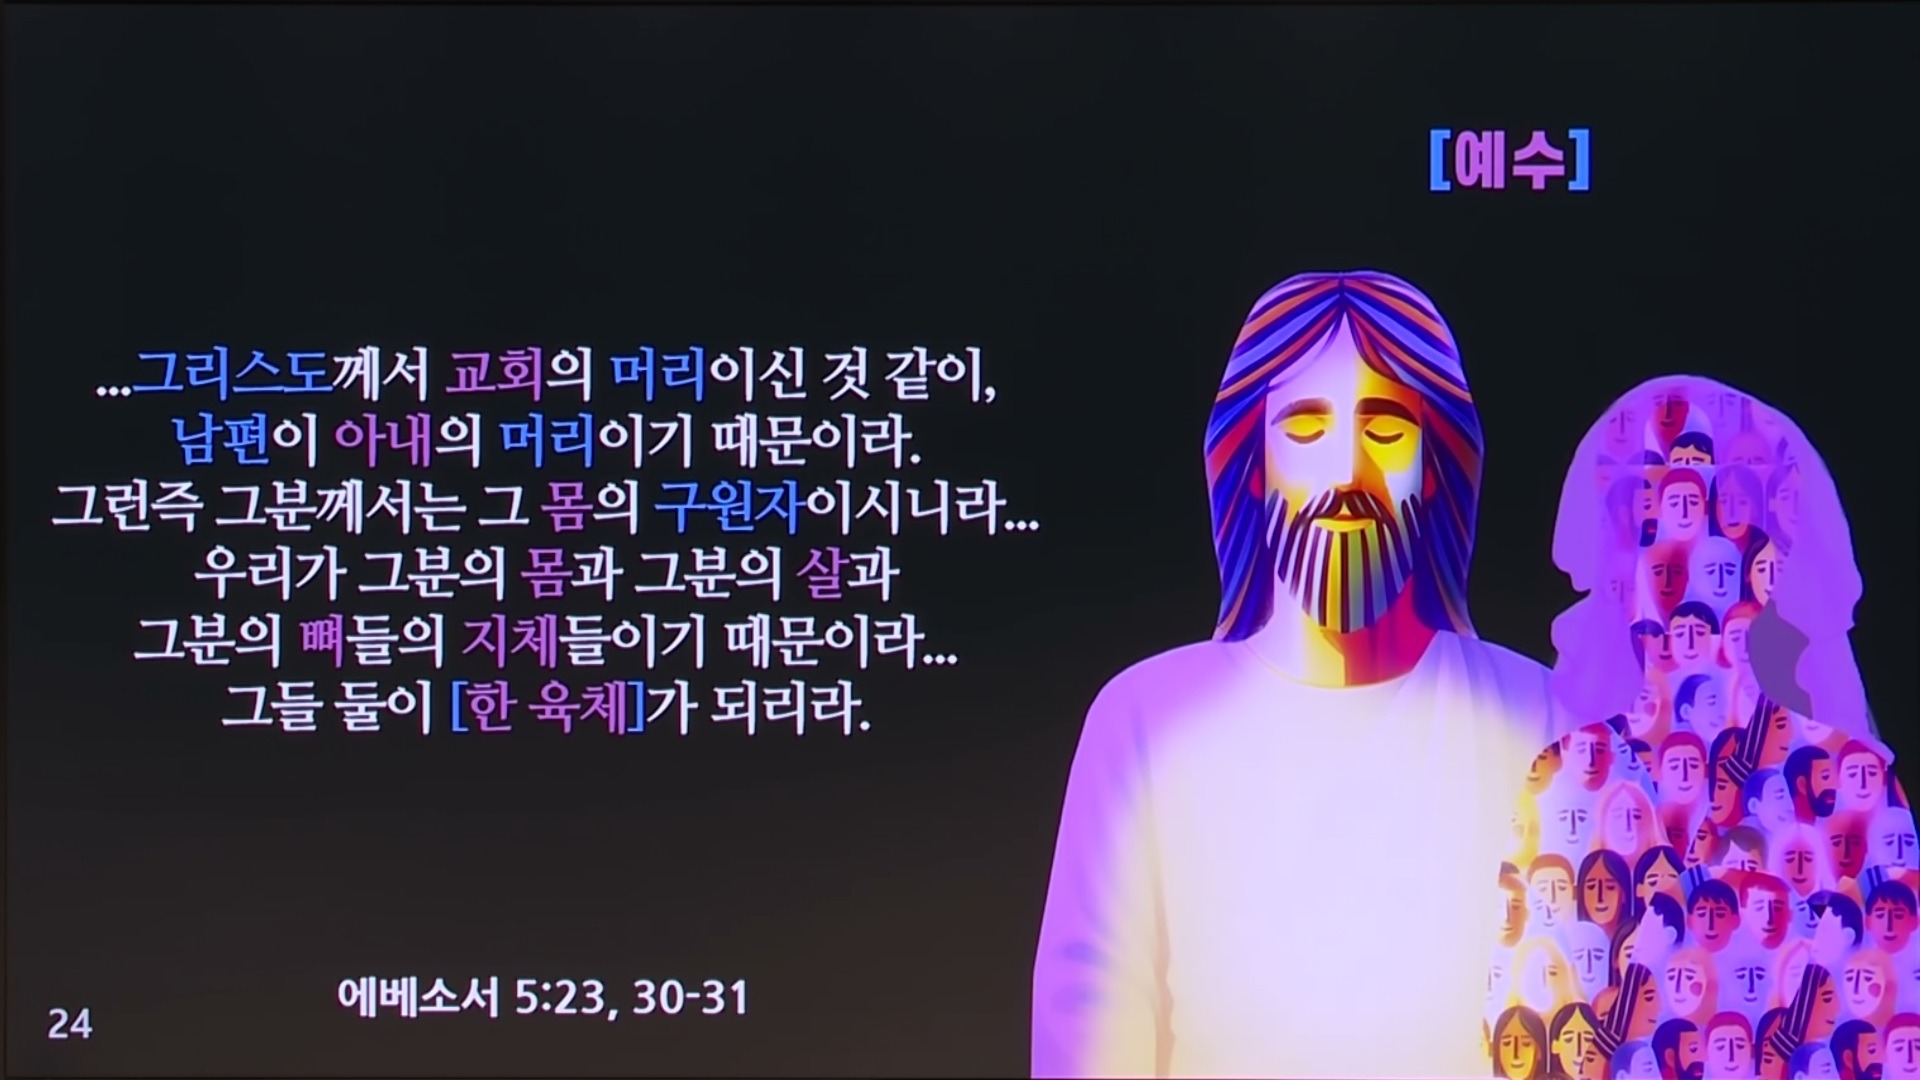 [예수]
...그리스도께서 교회의 머리이신 것 같이,
남편이 아내의 머리이기 때문이라.
그런즉 그분께서는 그 몸의 구원자이시니라...
우리가 그분의 몸과 그분의 살과
그분의 뼈들의 지체들이기 때문이라...
그들 둘이 [한 육체]가 되리라.
에베소서 5:23, 30-31
24